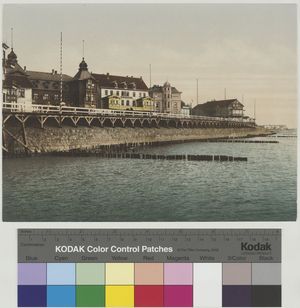 KODAK Color Control Patches
Kodak
Blue Cyan Green Yellow Red Magenta White 3/Color Black